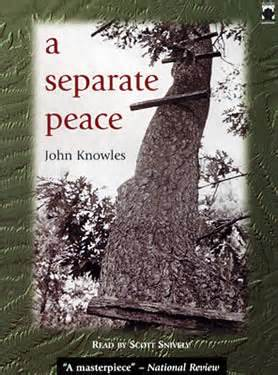 a
separate
peace
John Knowles
READ BY SCOTT SNIVELY
"A masterpiece" – National Review